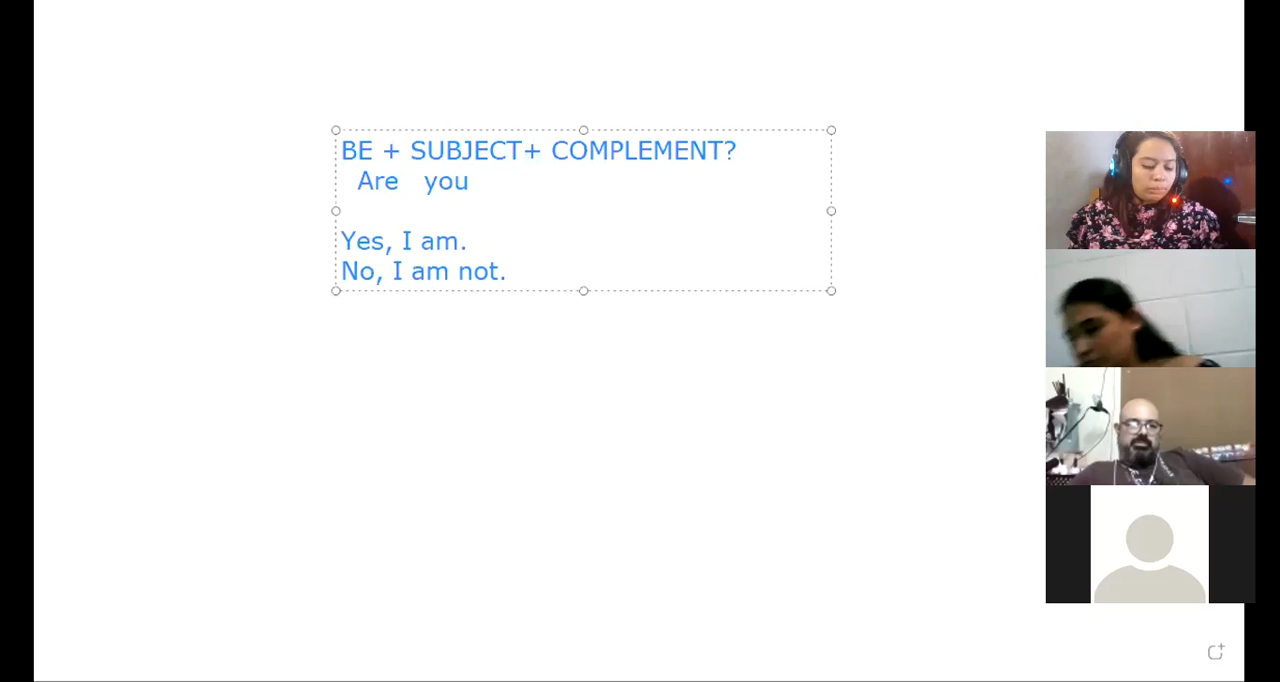 BE + SUBJECT+ COMPLEMENT?
Are you
Yes, I am.
No, I am not.